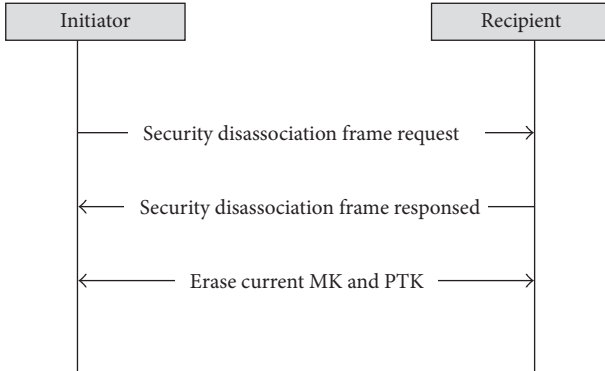 Initiator
Recipient
Security disassociation frame request
Security disassociation frame responsed
Erase current MK and PTK